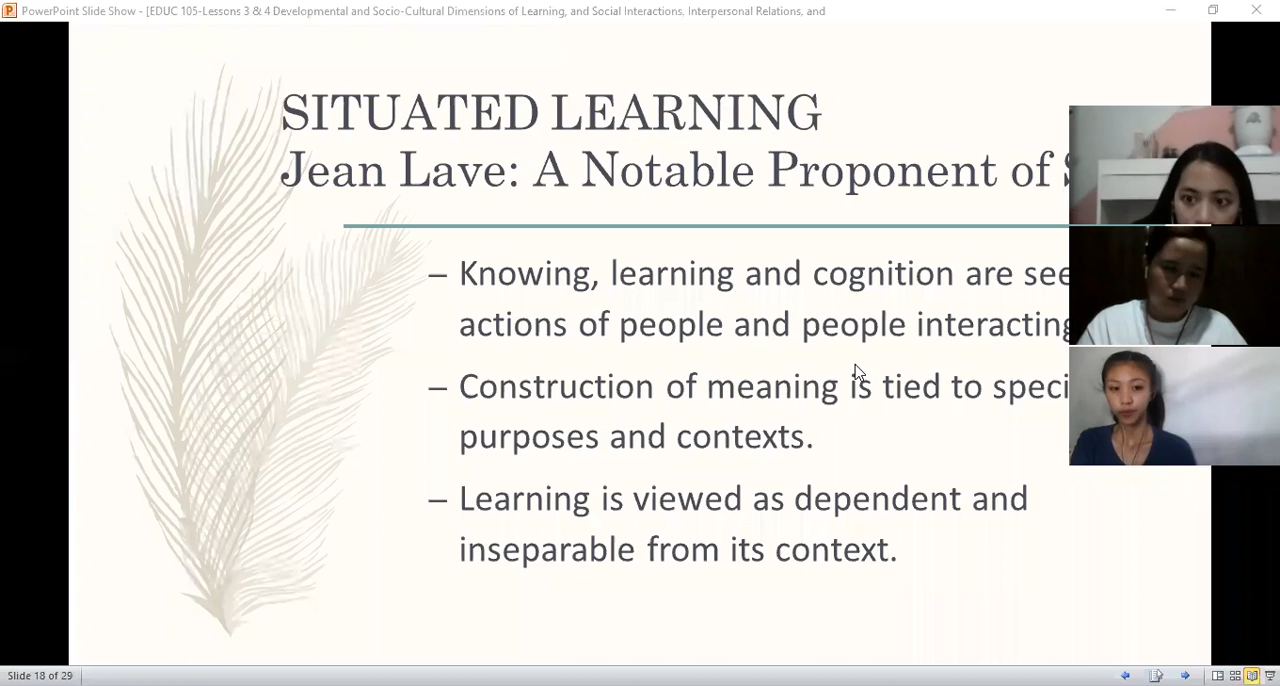 PowerPoint Slide Show - [EDUC 105-Lessons 3 & 4 Developmental and Socio-Cultural Dimensions of Learning, and Social Interactions, Interpersonal Relations, and
SITUATED LEARNING
Jean Lave: A Notable Proponent of
– Knowing, learning and cognition are
actions of people and people interacting
– Construction of meaning is tied to
purposes and contexts.
– Learning is viewed as dependent and
inseparable from its context.
Slide 18 of 29